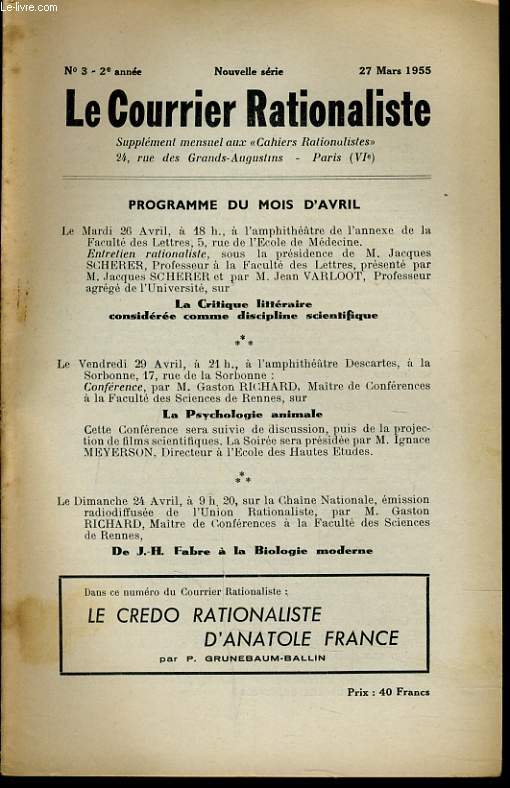 Le-livre.com
Nº 3 - 2e année Nouvelle série 27 Mars 1955
Le Courrier Rationaliste
Supplément mensuel aux «Cahiers Rationalistes»
24, rue des Grands-Augustins - Paris (VIe)
PROGRAMME DU MOIS D'AVRIL
Le Mardi 26 Avril, à 18 h., à l'amphithéâtre de l'annexe de la
Faculté des Lettres, 5, rue de l'Ecole de Médecine.
Entretien rationaliste, sous la présidence de M. Jacques
SCHERER, Professeur à la Faculté des Lettres, présenté par
M. Jacques SCHERER et par M. Jean VARLOOT, Professeur
agrégé de l'Université, sur
La Critique littéraire
considérée comme discipline scientifique
***
Le Vendredi 29 Avril, à 21 h., à l'amphithéâtre Descartes, à la
Sorbonne, 17, rue de la Sorbonne :
Conférence, par M. Gaston RICHARD, Maître de Conférences
à la Faculté des Sciences de Rennes, sur
La Psychologie animale
Cette Conférence sera suivie de discussion, puis de la projec-
tion de films scientifiques. La Soirée sera présidée par M. Ignace
MEYERSON, Directeur à l'Ecole des Hautes Etudes.
***
Le Dimanche 24 Avril, à 9 h. 20, sur la Chaîne Nationale, émission
radiodiffusée de l'Union Rationaliste, par M. Gaston
RICHARD, Maître de Conférences à la Faculté des Sciences
de Rennes,
De J.-H. Fabre à la Biologie moderne
Dans ce numéro du Courrier Rationaliste :
LE CREDO RATIONALISTE
D'ANATOLE FRANCE
par P. GRUNEBAUM-BALLIN
Prix : 40 Francs